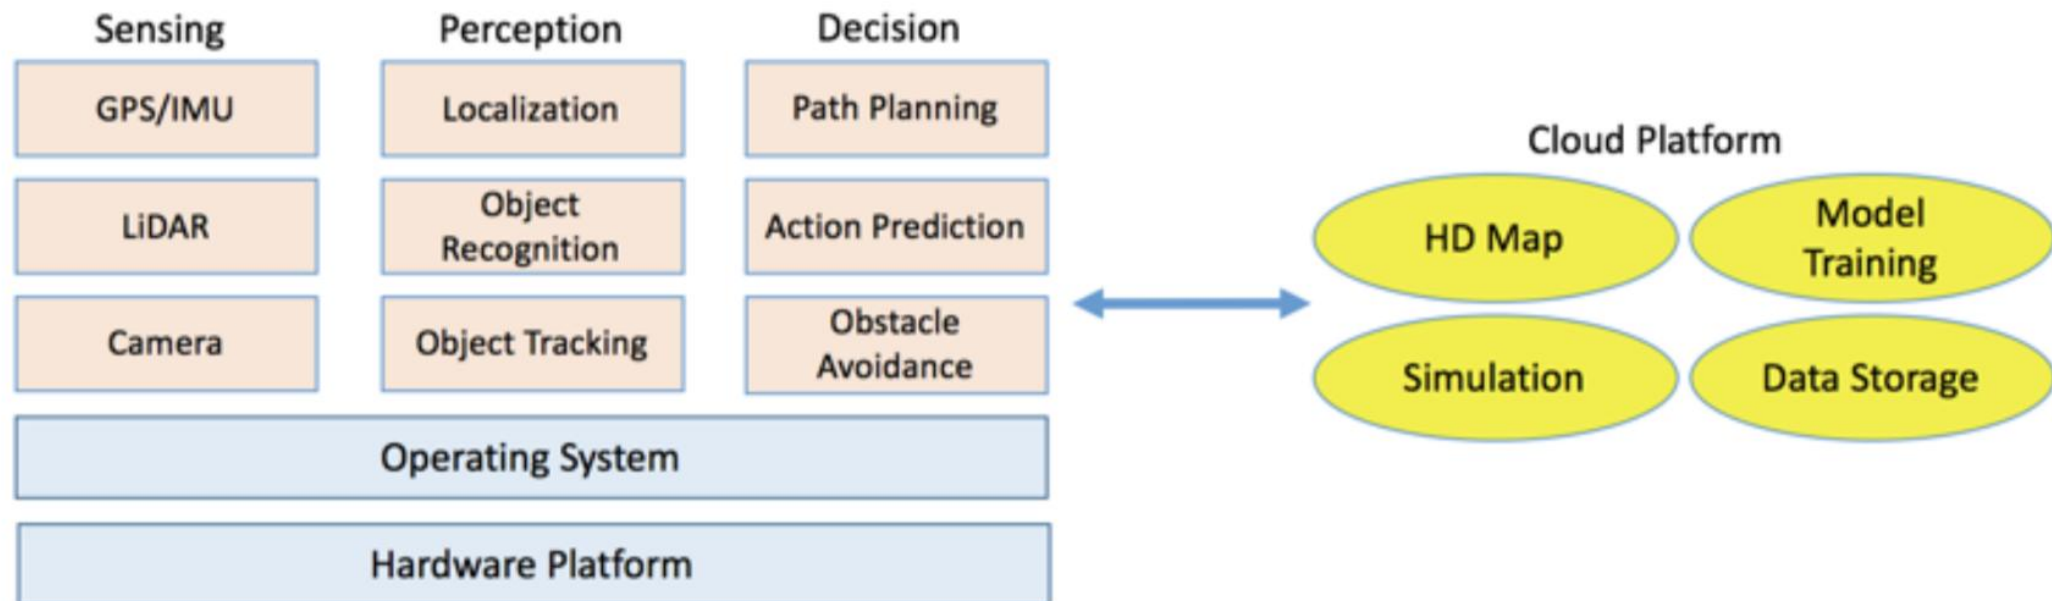 Sensing
Perception
Decision
GPS/IMU
Localization
Path Planning
LiDAR
Object
Recognition
Action Prediction
Camera
Object Tracking
Obstacle
Avoidance
Operating System
Hardware Platform
Cloud Platform
HD Map
Model
Training
Simulation
Data Storage